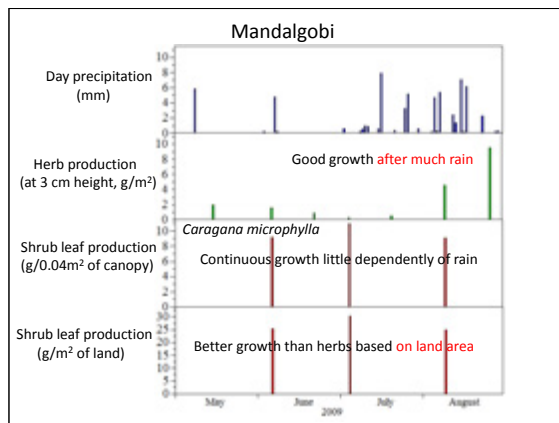 Mandalgobi
Day precipitation
(mm)
10
8
6
4
2
0
Herb production
(at 3 cm height, g/m²)
Good growth after much rain
10
8
6
4
2
0
Caragana microphylla
Shrub leaf production
(g/0.04m² of canopy)
Continuous growth little dependently of rain
10
8
6
4
2
0
Shrub leaf production
(g/m² of land)
Better growth than herbs based on land area
30
25
20
15
10
5
0
May
June
July
August
2009